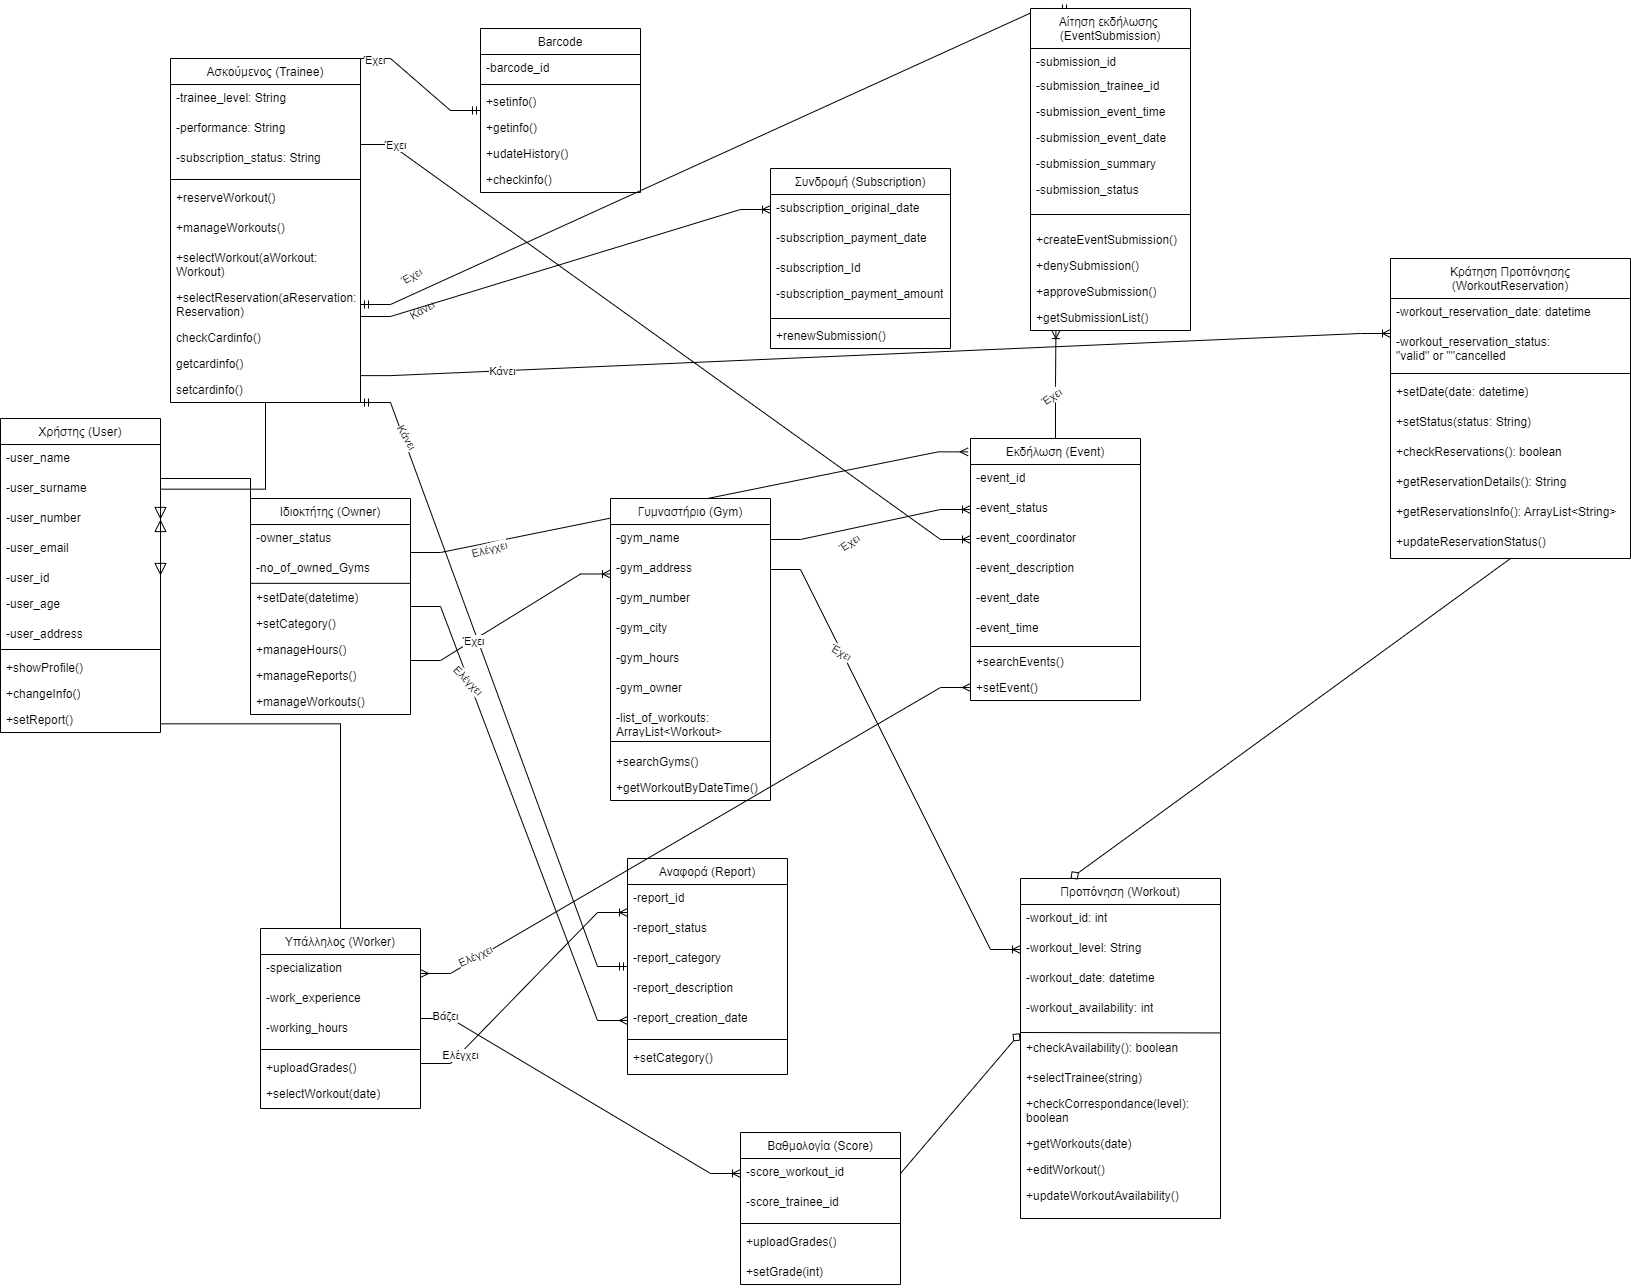 Ασκούμενος (Trainee)
-trainee_level: String
-performance: String
-subscription_status: String
+reserveWorkout()
+manageWorkouts()
+selectWorkout(aWorkout:
Workout)
+selectReservation(aReservation:
Reservation)
checkCardinfo()
getcardinfo()
setcardinfo()
Έχει
Έχει
Έχει
Κάνει
Κάνει
Κάνει
Barcode
-barcode_id
+setinfo()
+getinfo()
+udateHistory()
+checkinfo()
Συνδρομή (Subscription)
-subscription_original_date
-subscription_payment_date
-subscription_Id
-subscription_payment_amount
+renewSubmission()
Αίτηση εκδήλωσης
(EventSubmission)
-submission_id
-submission_trainee_id
-submission_event_time
-submission_event_date
-submission_summary
-submission_status
+createEventSubmission()
+denySubmission()
+approveSubmission()
+getSubmissionList()
Έχει
Κράτηση Προπόνησης
(WorkoutReservation)
-workout_reservation_date: datetime
-workout_reservation_status:
"valid" or ""cancelled
+setDate(date: datetime)
+setStatus(status: String)
+checkReservations(): boolean
+getReservationDetails(): String
+getReservationsInfo(): ArrayList<String>
+updateReservationStatus()
Χρήστης (User)
-user_name
-user_surname
-user_number
-user_email
-user_id
-user_age
-user_address
+showProfile()
+changeInfo()
+setReport()
Ιδιοκτήτης (Owner)
-owner_status
-no_of_owned_Gyms
+setDate(datetime)
+setCategory()
+manageHours()
+manageReports()
+manageWorkouts()
Ελέγχει
Έχει
Ελέγχει
Γυμναστήριο (Gym)
-gym_name
-gym_address
-gym_number
-gym_city
-gym_hours
-gym_owner
-list_of_workouts:
ArrayList<Workout>
+searchGyms()
+getWorkoutByDateTime()
Έχει
Έχει
Εκδήλωση (Event)
-event_id
-event_status
-event_coordinator
-event_description
-event_date
-event_time
+searchEvents()
+setEvent()
Αναφορά (Report)
-report_id
-report_status
-report_category
-report_description
-report_creation_date
+setCategory()
Υπάλληλος (Worker)
-specialization
-work_experience
-working_hours
+uploadGrades()
+selectWorkout(date)
Ελέγχει
Βάζει
Ελέγχει
Προπόνηση (Workout)
-workout_id: int
-workout_level: String
-workout_date: datetime
-workout_availability: int
+checkAvailability(): boolean
+selectTrainee(string)
+checkCorrespondance(level):
boolean
+getWorkouts(date)
+editWorkout()
+updateWorkoutAvailability()
Βαθμολογία (Score)
-score_workout_id
-score_trainee_id
+uploadGrades()
+setGrade(int)